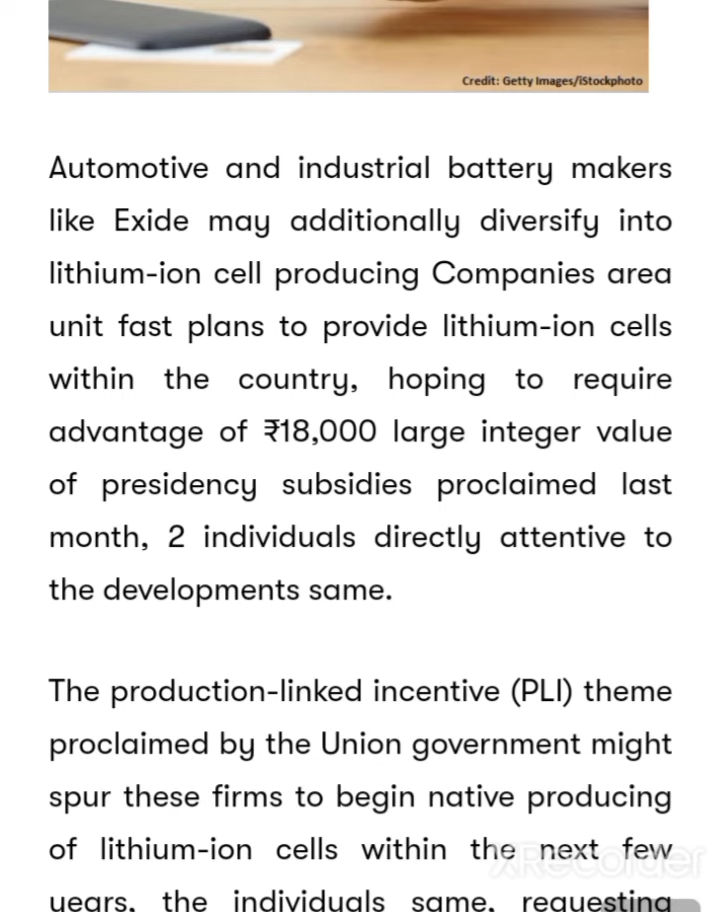 Credit: Getty Images/iStockphoto
Automotive and industrial battery makers
like Exide may additionally diversify into
lithium-ion cell producing Companies area
unit fast plans to provide lithium-ion cells
within the country, hoping to require
advantage of ₹18,000 large integer value
of presidency subsidies proclaimed last
month, 2 individuals directly attentive to
the developments same.
The production-linked incentive (PLI) theme
proclaimed by the Union government might
spur these firms to begin native producing
of lithium-ion cells within the next few
XRecorder
years, the individuals same, requesting